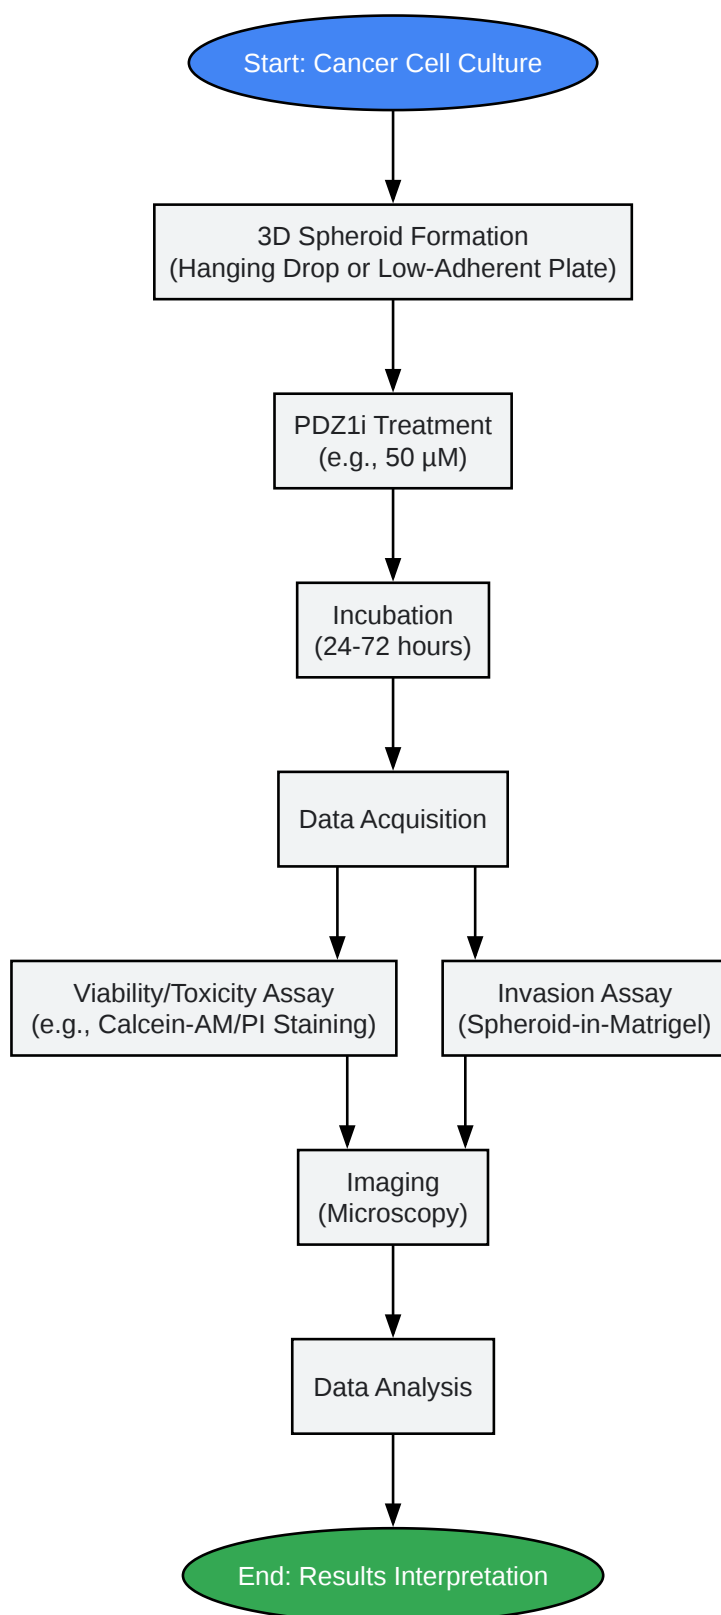 Start: Cancer Cell Culture
3D Spheroid Formation
(Hanging Drop or Low-Adherent Plate)
PDZ1i Treatment
(e.g., 50 µM)
Incubation
(24-72 hours)
Data Acquisition
Viability/Toxicity Assay
(e.g., Calcein-AM/PI Staining)
Invasion Assay
(Spheroid-in-Matrigel)
Imaging
(Microscopy)
Data Analysis
End: Results Interpretation